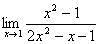 lim x→1 (x² − 1)/(2x² − x − 1)